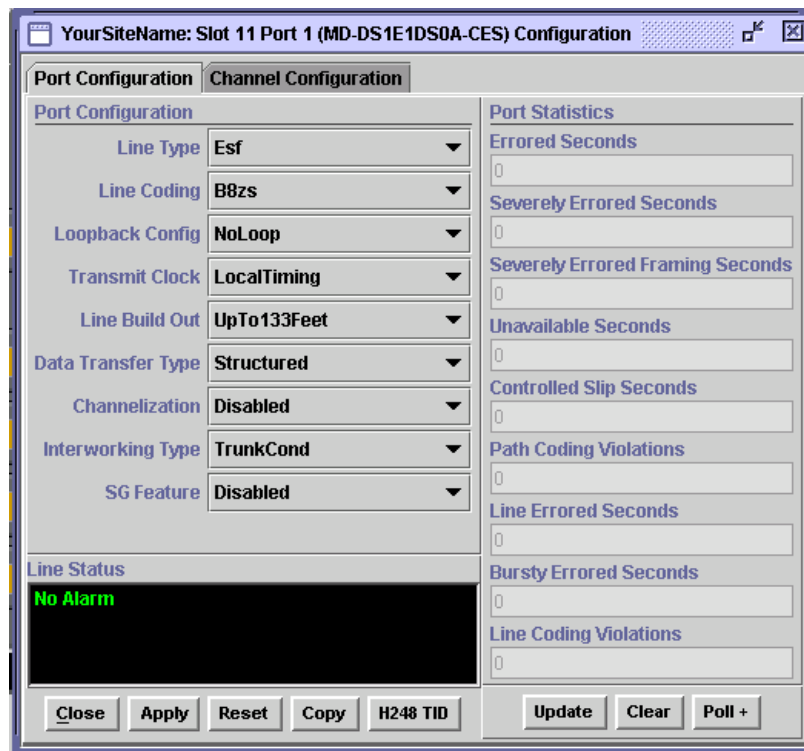 YourSiteName: Slot 11 Port 1 (MD-DS1E1DS0A-CES) Configuration
Port Configuration Channel Configuration
Port Configuration
Line Type Esf
Line Coding B8zs
Loopback Config NoLoop
Transmit Clock LocalTiming
Line Build Out UpTo133Feet
Data Transfer Type Structured
Channelization Disabled
Interworking Type TrunkCond
SG Feature Disabled
Line Status
No Alarm
Close Apply Reset Copy H248 TID
Port Statistics
Errored Seconds
0
Severely Errored Seconds
0
Severely Errored Framing Seconds
0
Unavailable Seconds
0
Controlled Slip Seconds
0
Path Coding Violations
0
Line Errored Seconds
0
Bursty Errored Seconds
0
Line Coding Violations
0
Update Clear Poll +